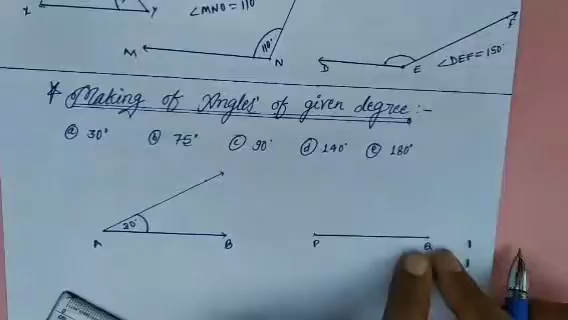 X Y ∠MNO = 110°
M 110° N D E F ∠DEF = 150°
* Making of Angles of given degree :-
ⓐ 30° ⓑ 75° ⓒ 90° ⓓ 140° ⓔ 180°
30°
A B P Q